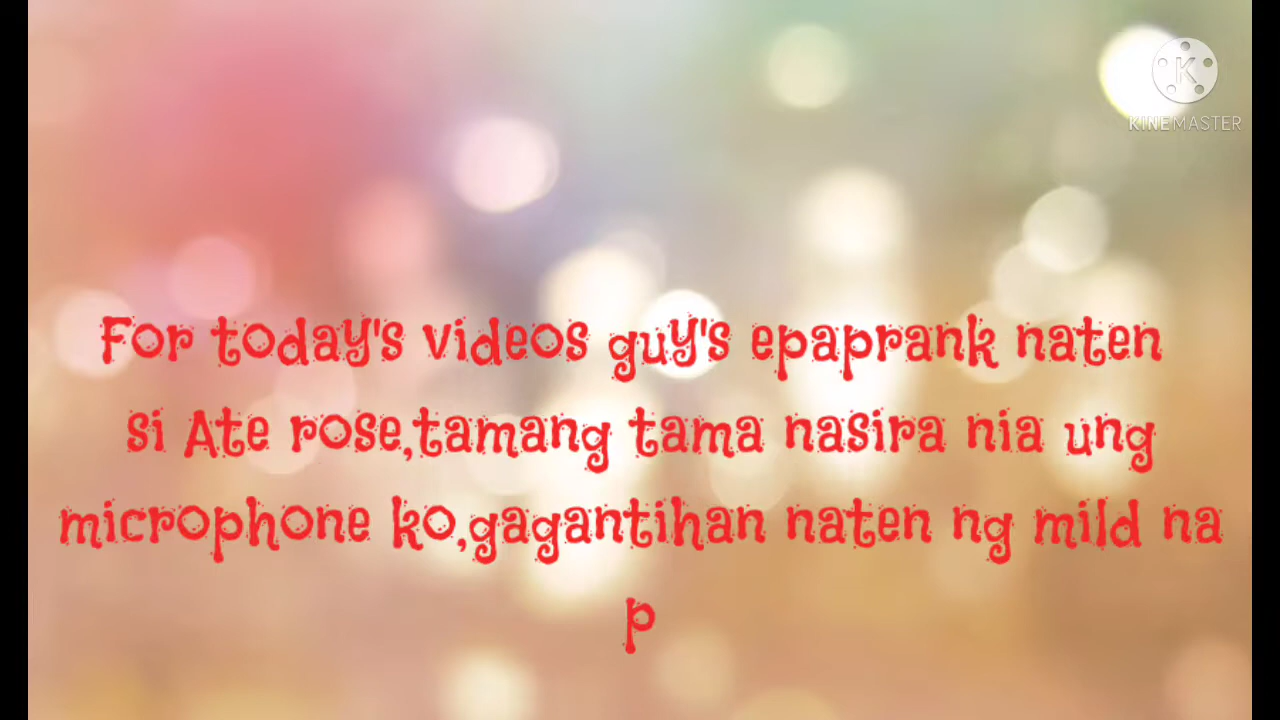 KINEMASTER
For today's videos guy's epaprank naten
si Ate rose,tamang tama nasira nia ung
microphone ko,gagantihan naten ng mild na
p